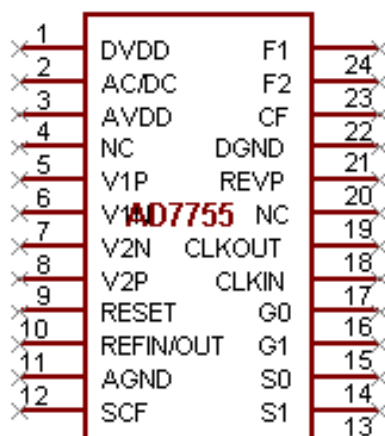 1 DVDD F1 24
2 AC/DC F2 23
3 AVDD CF 22
4 NC DGND 21
5 V1P REVP 20
6 V1N AD7755 NC 19
7 V2N CLKOUT 18
8 V2P CLKIN 17
9 RESET G0 16
10 REFIN/OUT G1 15
11 AGND S0 14
12 SCF S1 13